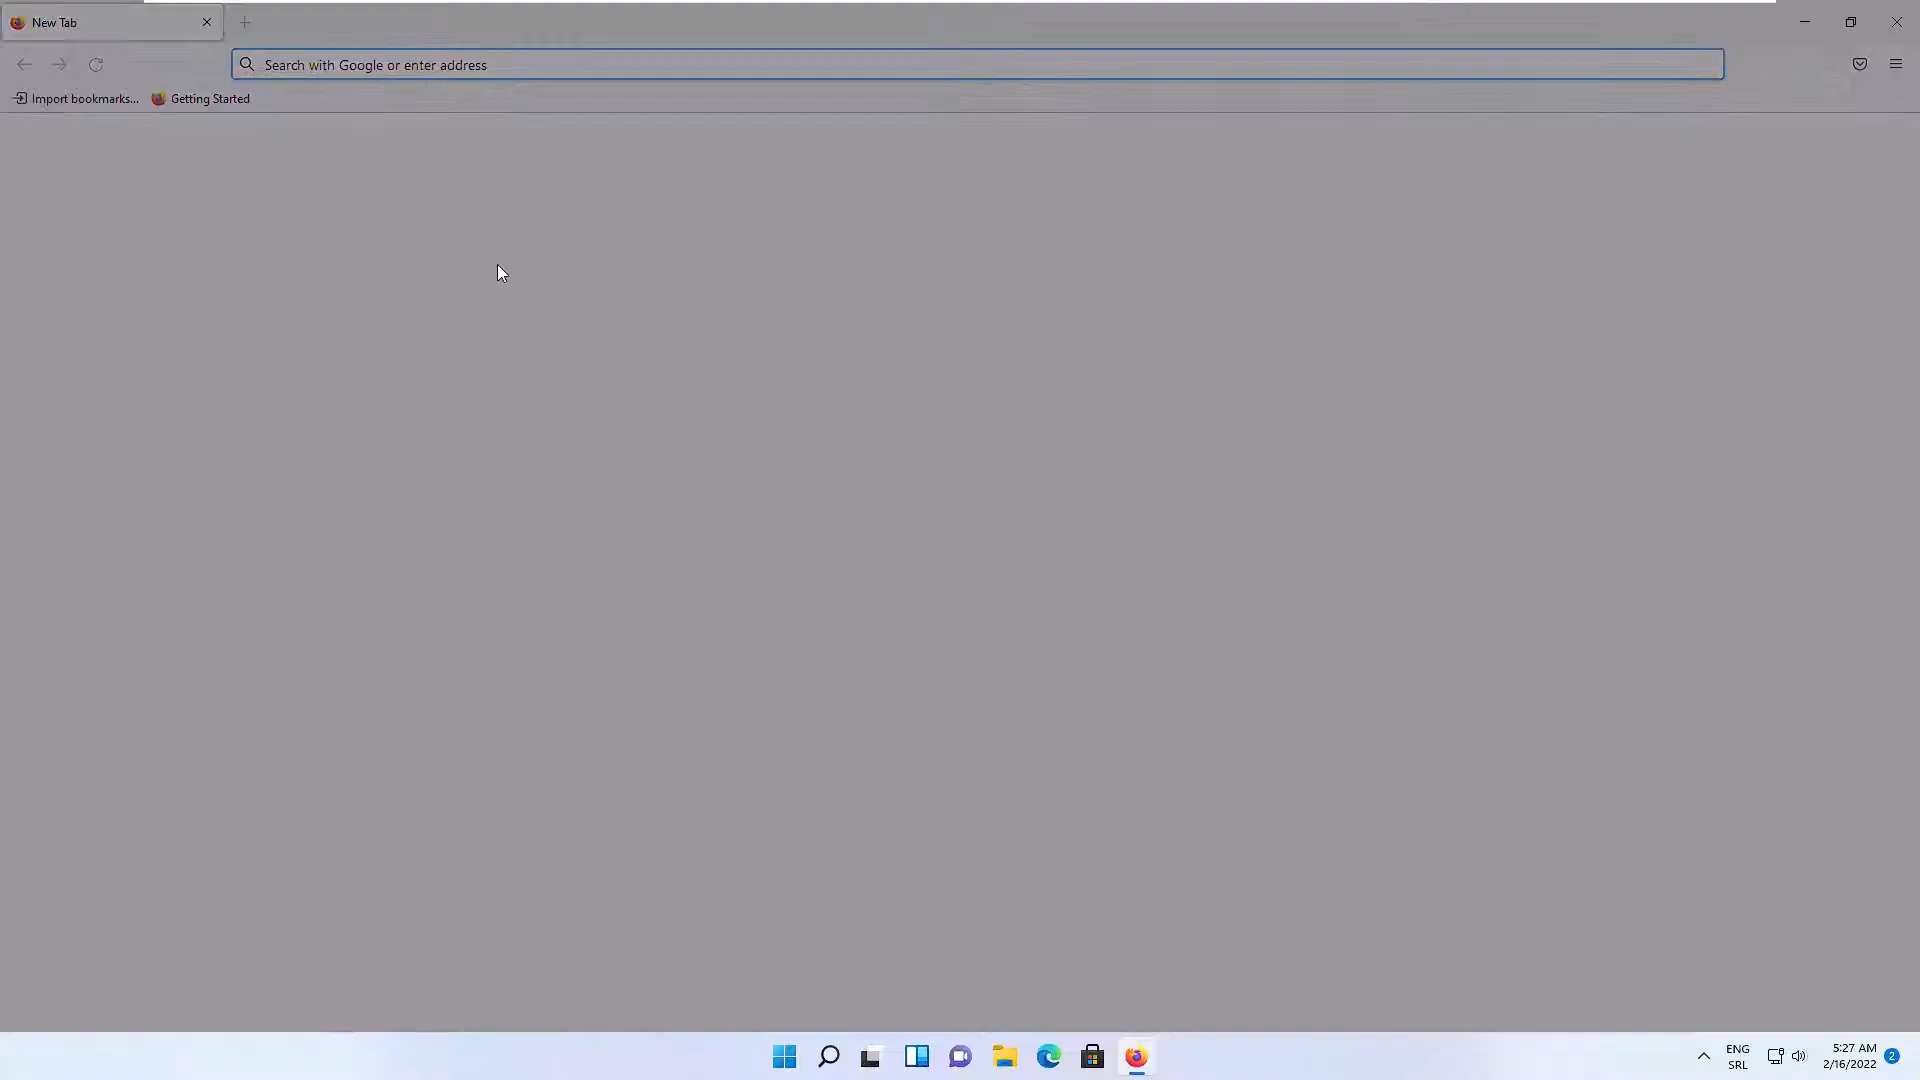 New Tab
Search with Google or enter address
Import bookmarks... Getting Started
ENG
SRL
5:27 AM
2/16/2022
2